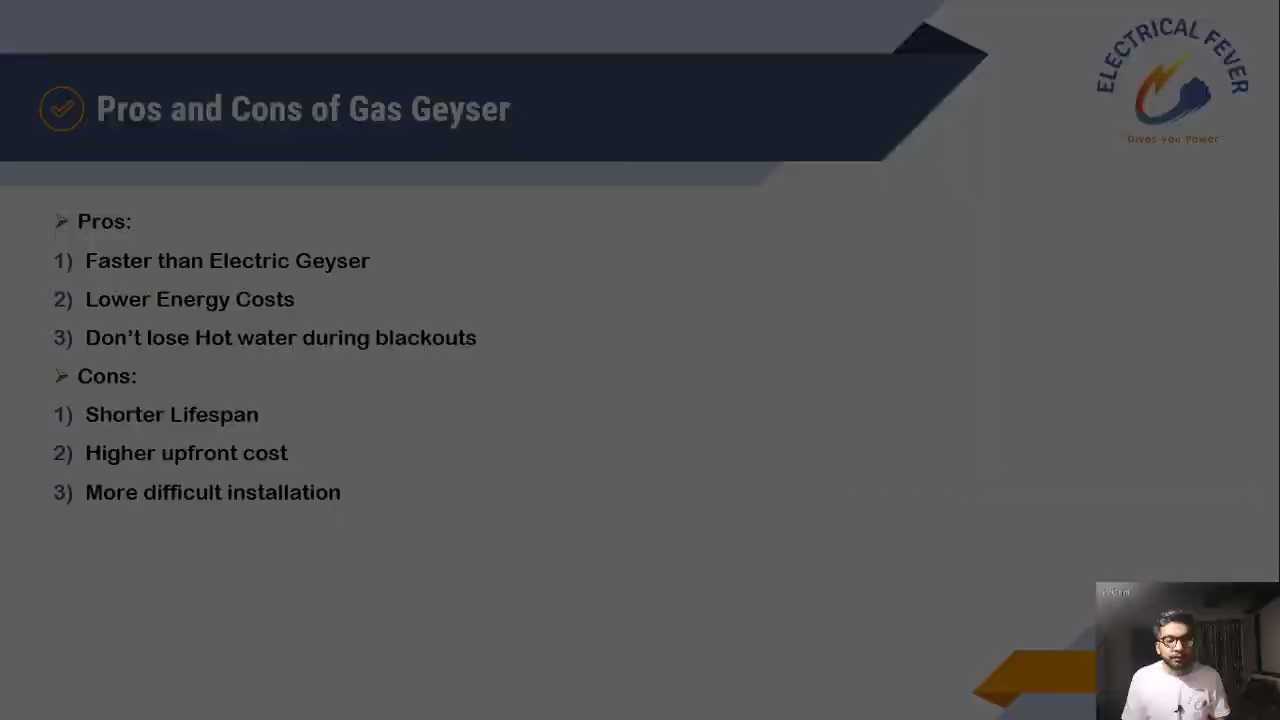 ELECTRICAL FEVER
Gives you Power
Pros and Cons of Gas Geyser
➢ Pros:
1) Faster than Electric Geyser
2) Lower Energy Costs
3) Don’t lose Hot water during blackouts
➢ Cons:
1) Shorter Lifespan
2) Higher upfront cost
3) More difficult installation